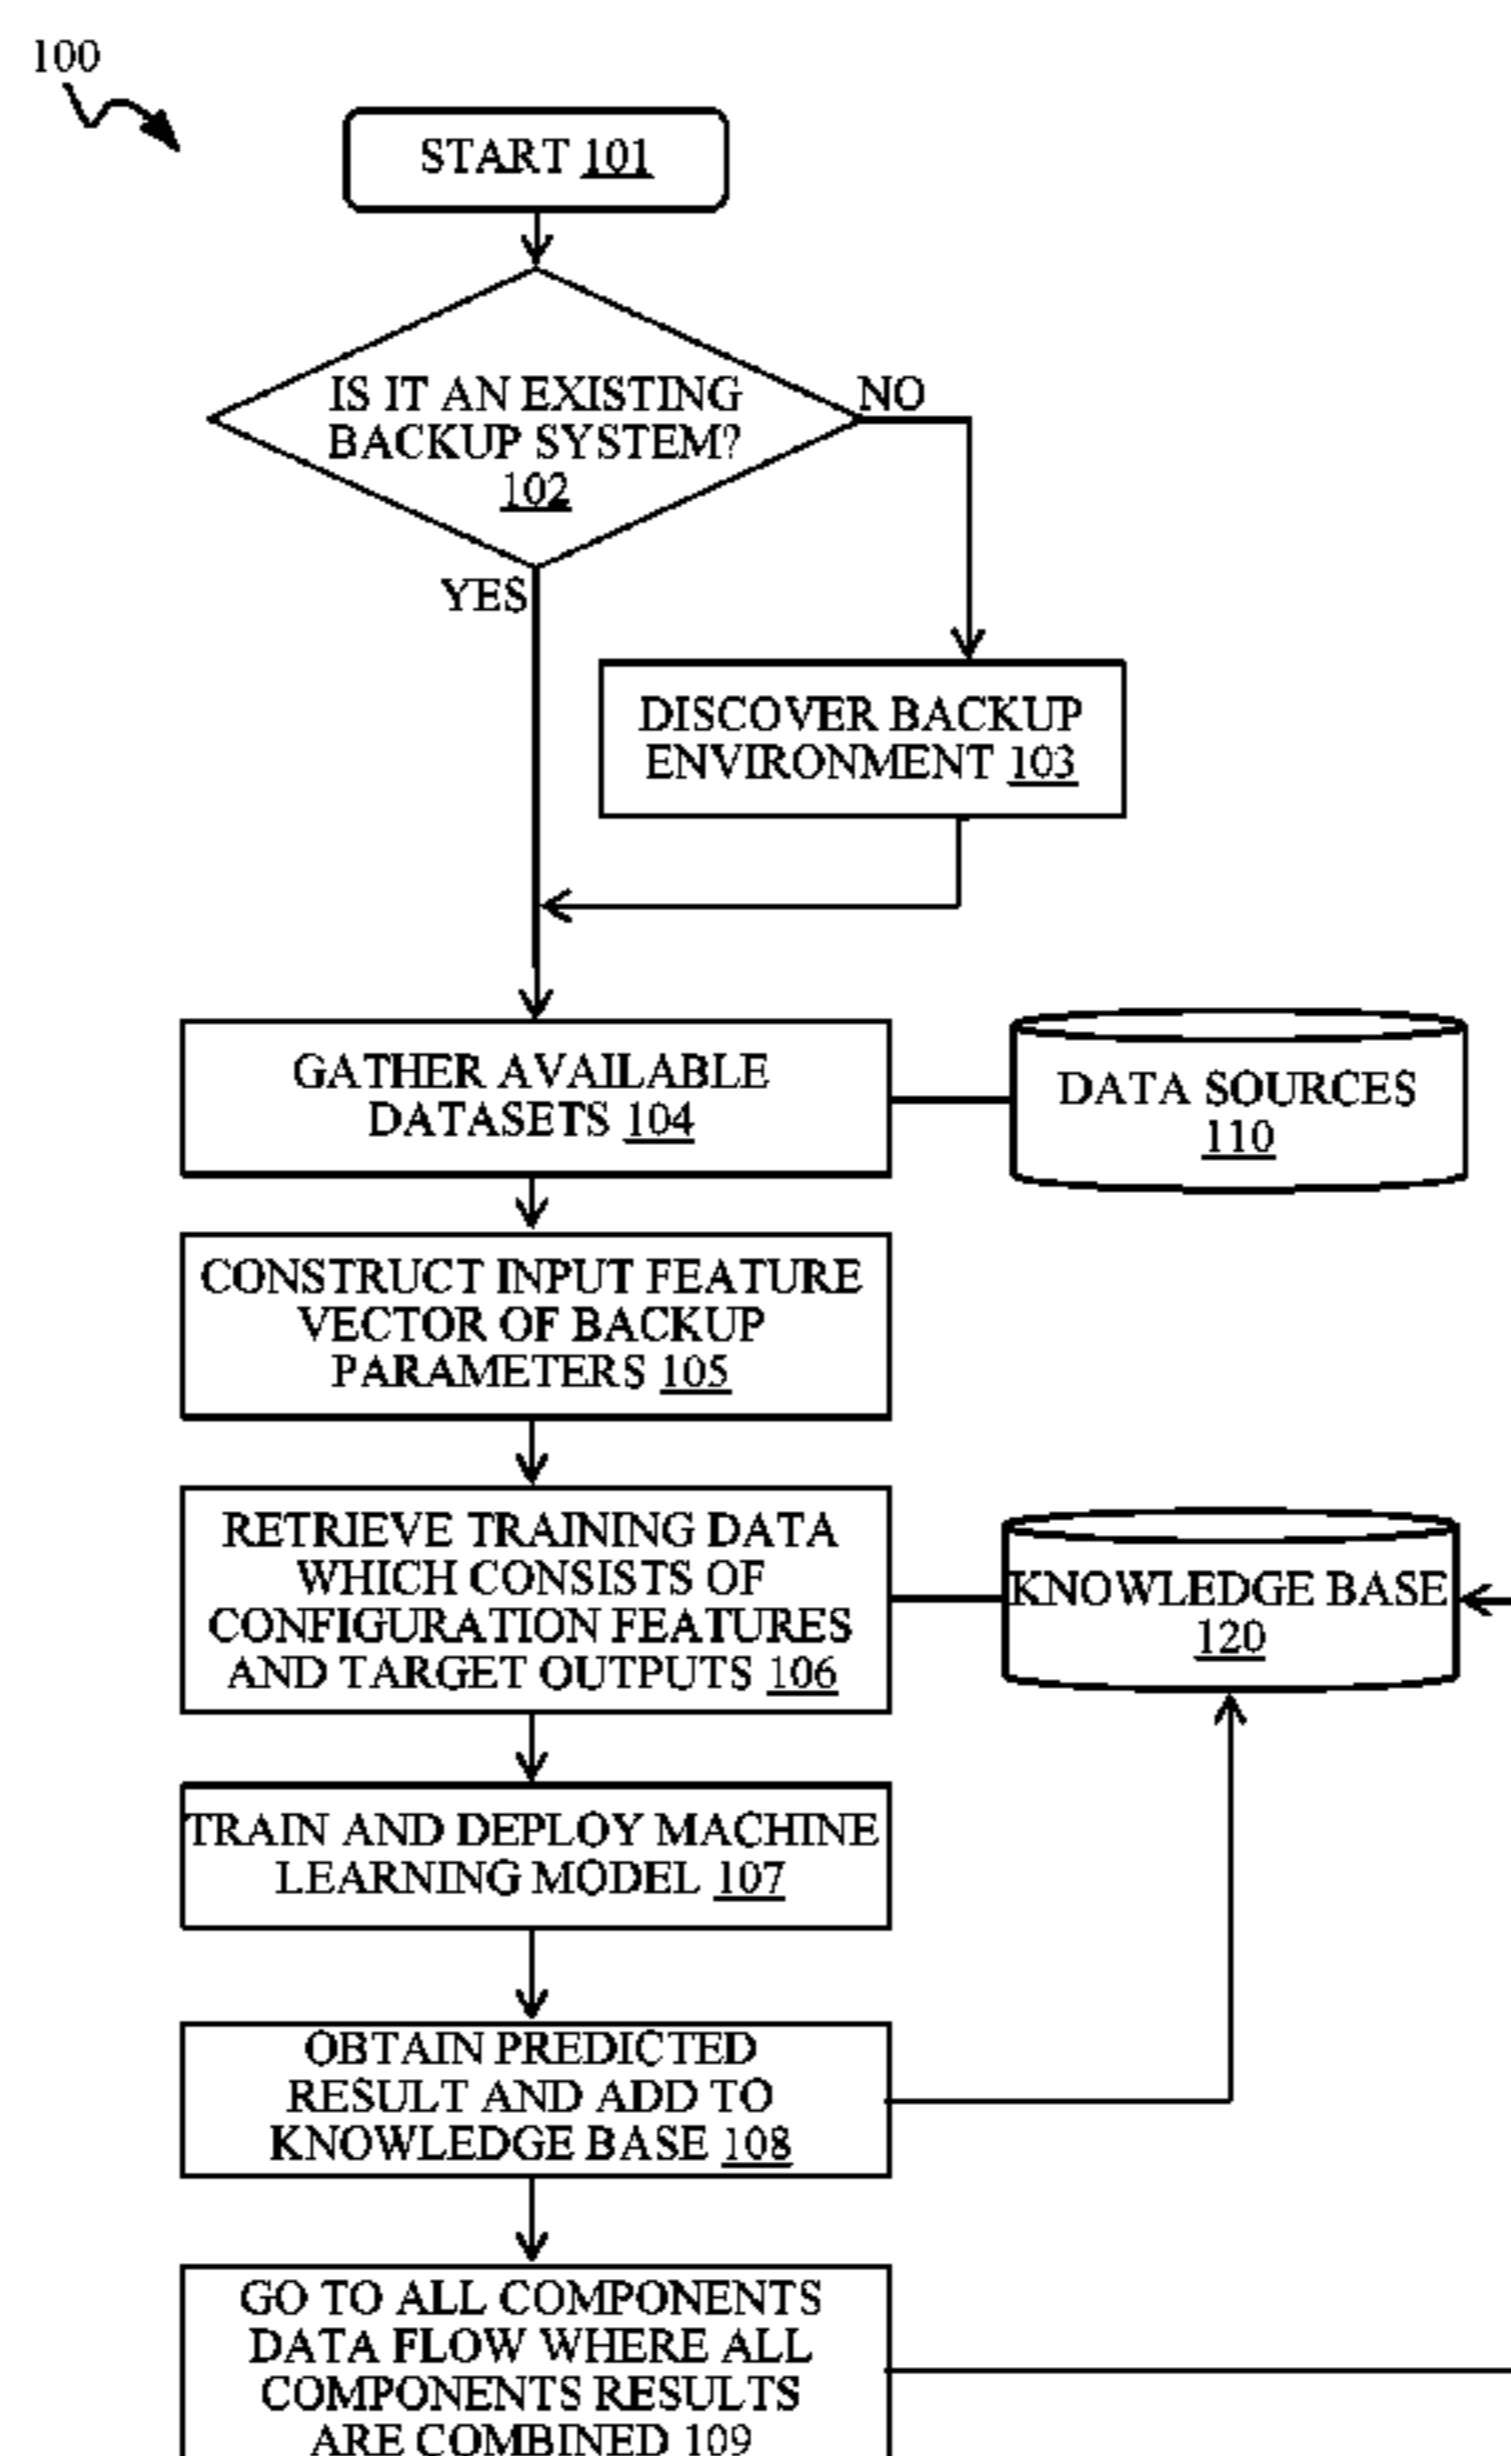 100
START 101
IS IT AN EXISTING
BACKUP SYSTEM?
102
NO
YES
DISCOVER BACKUP
ENVIRONMENT 103
GATHER AVAILABLE
DATASETS 104
DATA SOURCES
110
CONSTRUCT INPUT FEATURE
VECTOR OF BACKUP
PARAMETERS 105
RETRIEVE TRAINING DATA
WHICH CONSISTS OF
CONFIGURATION FEATURES
AND TARGET OUTPUTS 106
KNOWLEDGE BASE
120
TRAIN AND DEPLOY MACHINE
LEARNING MODEL 107
OBTAIN PREDICTED
RESULT AND ADD TO
KNOWLEDGE BASE 108
GO TO ALL COMPONENTS
DATA FLOW WHERE ALL
COMPONENTS RESULTS
ARE COMBINED 109